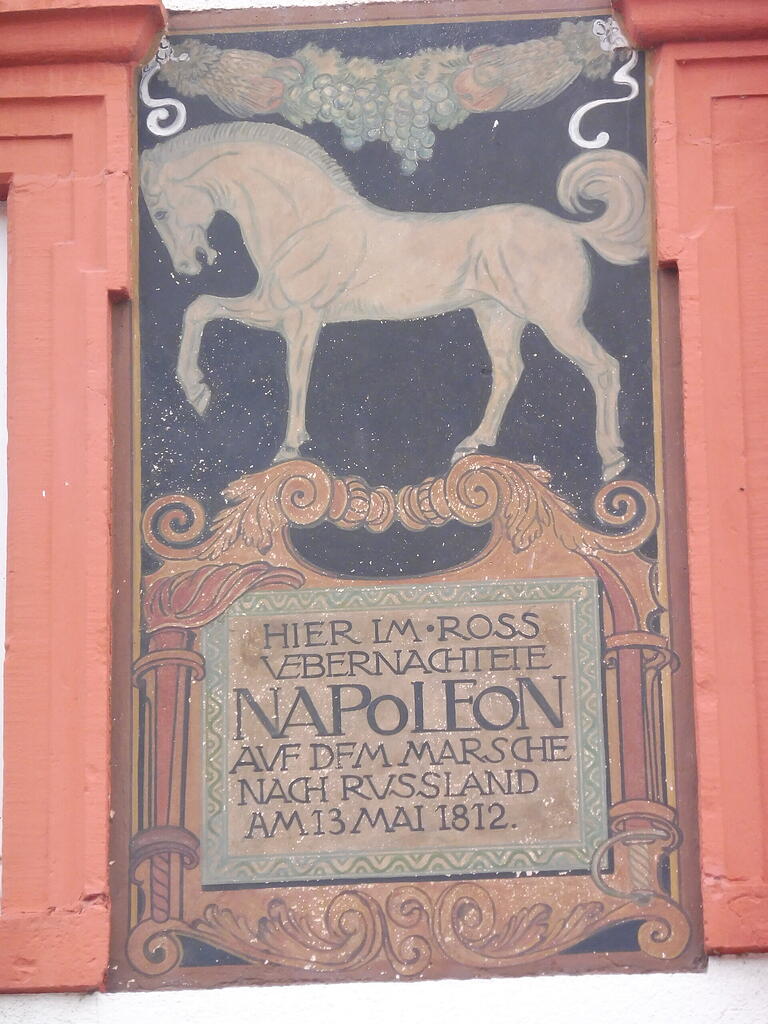 HIER IM·ROSS
VEBERNACHTETE
NAPOLEON
AVF DEM MARSCHE
NACH RVSSLAND
AM 13 MAI 1812.